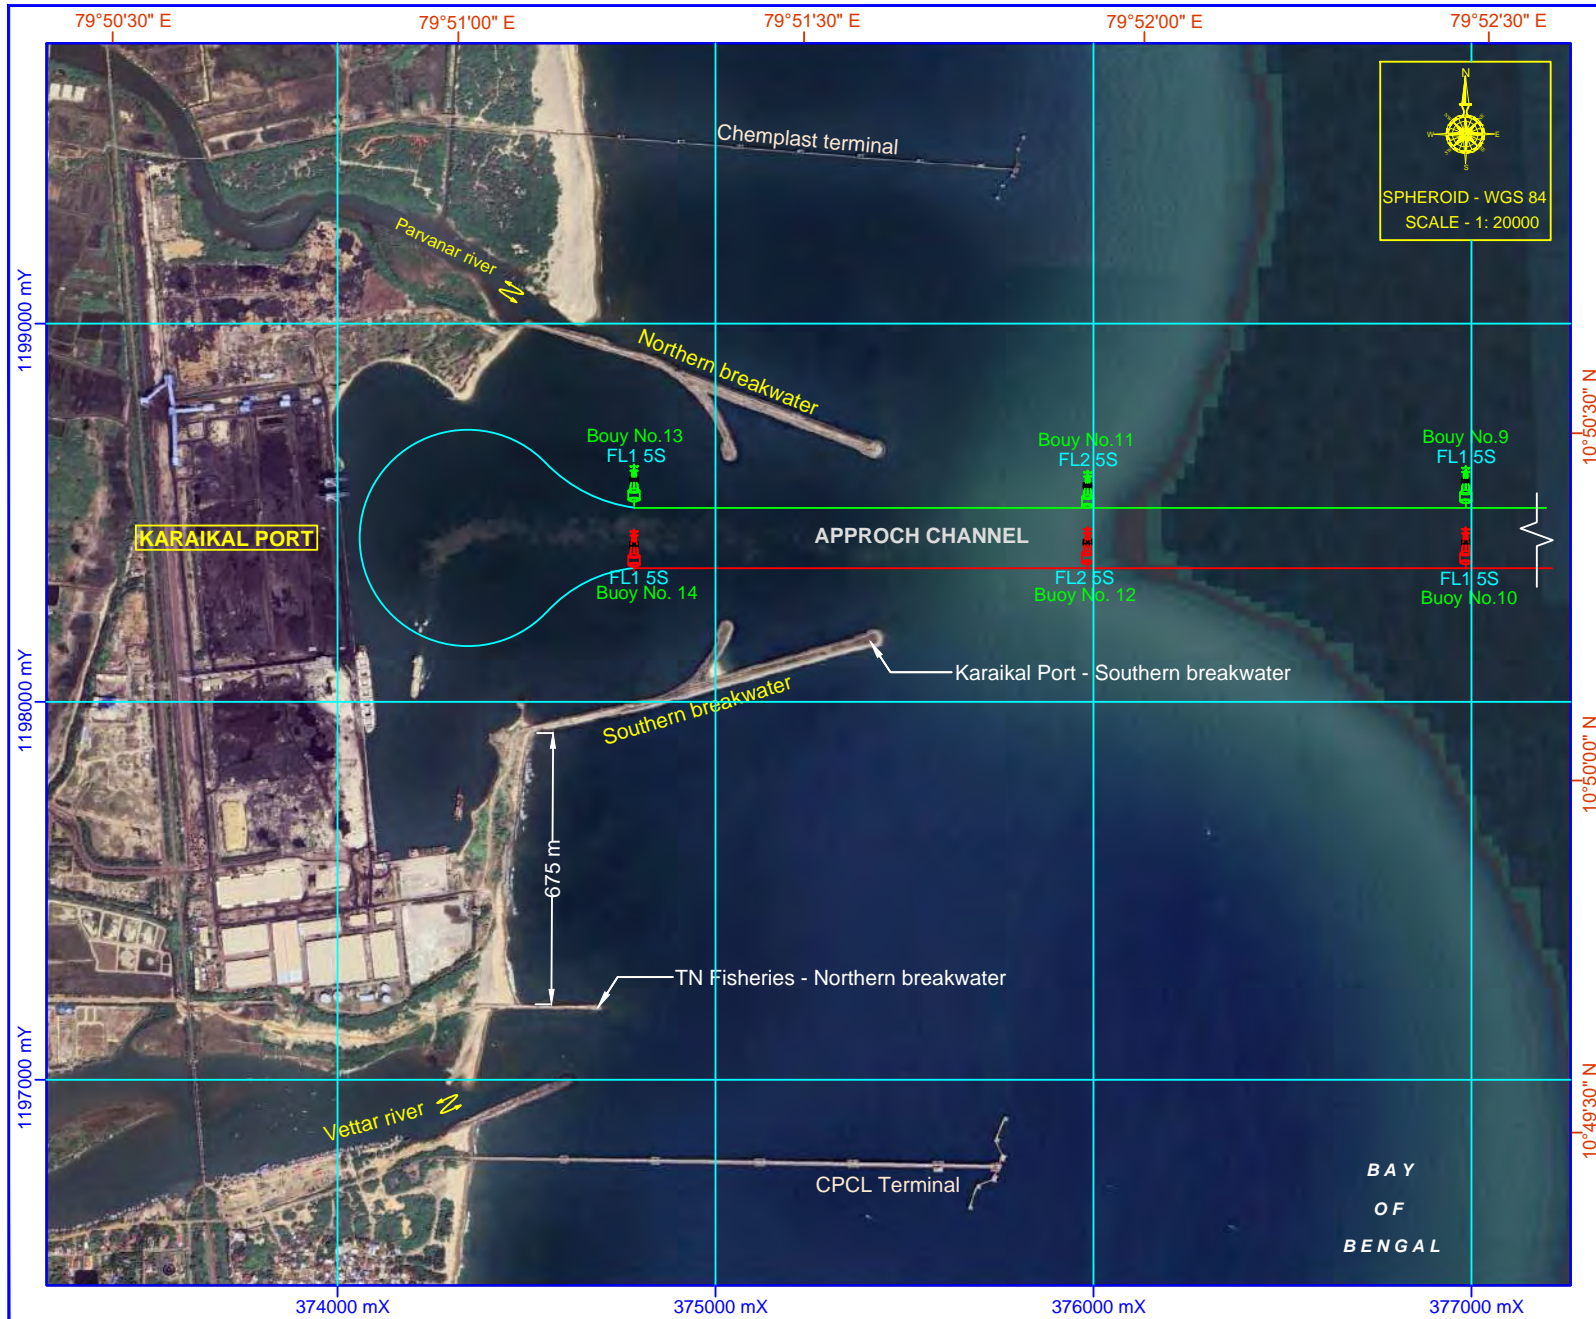 79°50'30" E
79°51'00" E
79°51'30" E
79°52'00" E
79°52'30" E
N
W
E
S
SPHEROID - WGS 84
SCALE - 1: 20000
Chemplast terminal
Parvanar river
1199000 mY
Northern breakwater
10°50'30" N
Bouy No.13
FL1 5S
Bouy No.11
FL2 5S
Bouy No.9
FL1 5S
KARAIKAL PORT
APPROCH CHANNEL
FL1 5S
Buoy No. 14
FL2 5S
Buoy No. 12
FL1 5S
Buoy No.10
Karaikal Port - Southern breakwater
Southern breakwater
1198000 mY
10°50'00" N
675 m
TN Fisheries - Northern breakwater
1197000 mY
10°49'30" N
Vettar river
CPCL Terminal
BAY
OF
BENGAL
374000 mX
375000 mX
376000 mX
377000 mX